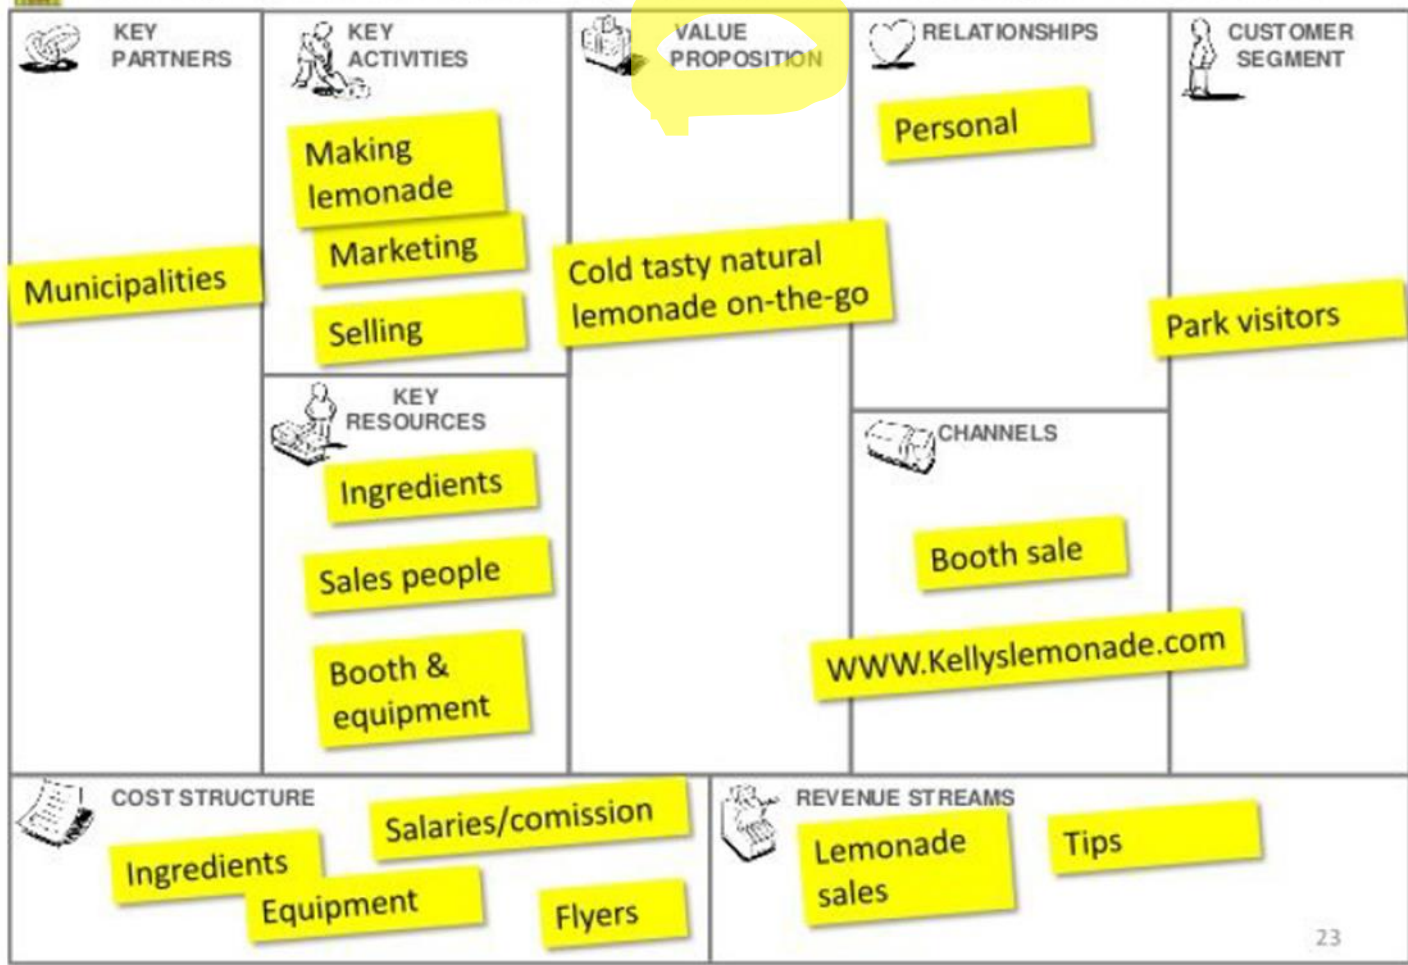 KEY
PARTNERS
Municipalities
KEY
ACTIVITIES
Making
lemonade
Marketing
Selling
KEY
RESOURCES
Ingredients
Sales people
Booth &
equipment
VALUE
PROPOSITION
Cold tasty natural
lemonade on-the-go
RELATIONSHIPS
Personal
CHANNELS
Booth sale
WWW.Kellyslemonade.com
CUSTOMER
SEGMENT
Park visitors
COST STRUCTURE
Salaries/comission
Ingredients
Equipment
Flyers
REVENUE STREAMS
Lemonade
sales
Tips
23